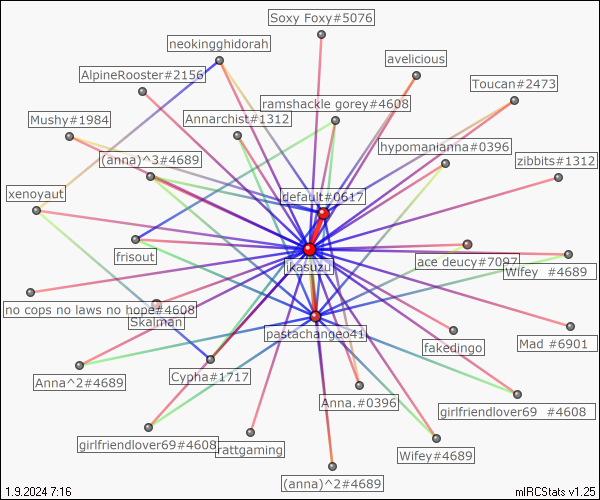 Soxy Foxy#5076
neokingghidorah
avelicious
AlpineRooster#2156
Toucan#2473
ramshackle gorey#4608
Mushy#1984
Annarchist#1312
hypomanianna#0396
(anna)^3#4689
zibbits#1312
xenoyaut
default#0617
frisout
ikasuzu
ace deucy#7097
Wifey #4689
no cops no laws no hope#4608
Skalman
pastachangeo41
fakedingo
Mad #6901
Anna^2#4689
Cypha#1717
Anna.#0396
girlfriendlover69 #4608
girlfriendlover69#4608
rattgaming
Wifey#4689
(anna)^2#4689
1.9.2024 7:16
mIRCStats v1.25